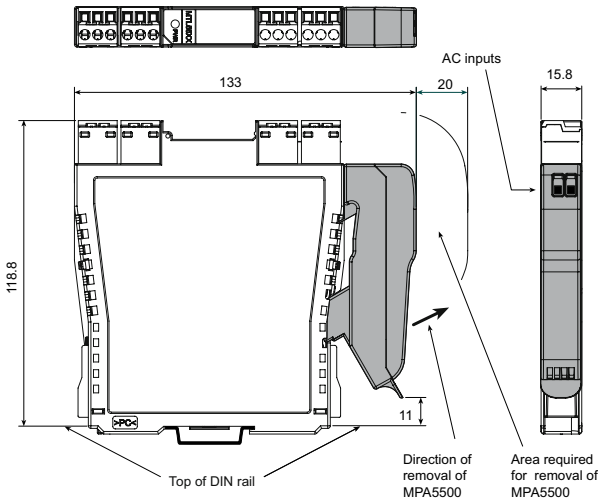 PWR
MTL5XXX
AC inputs
133
20
15.8
118.8
11
>PC<
Top of DIN rail
Direction of
removal of
MPA5500
Area required
for removal of
MPA5500